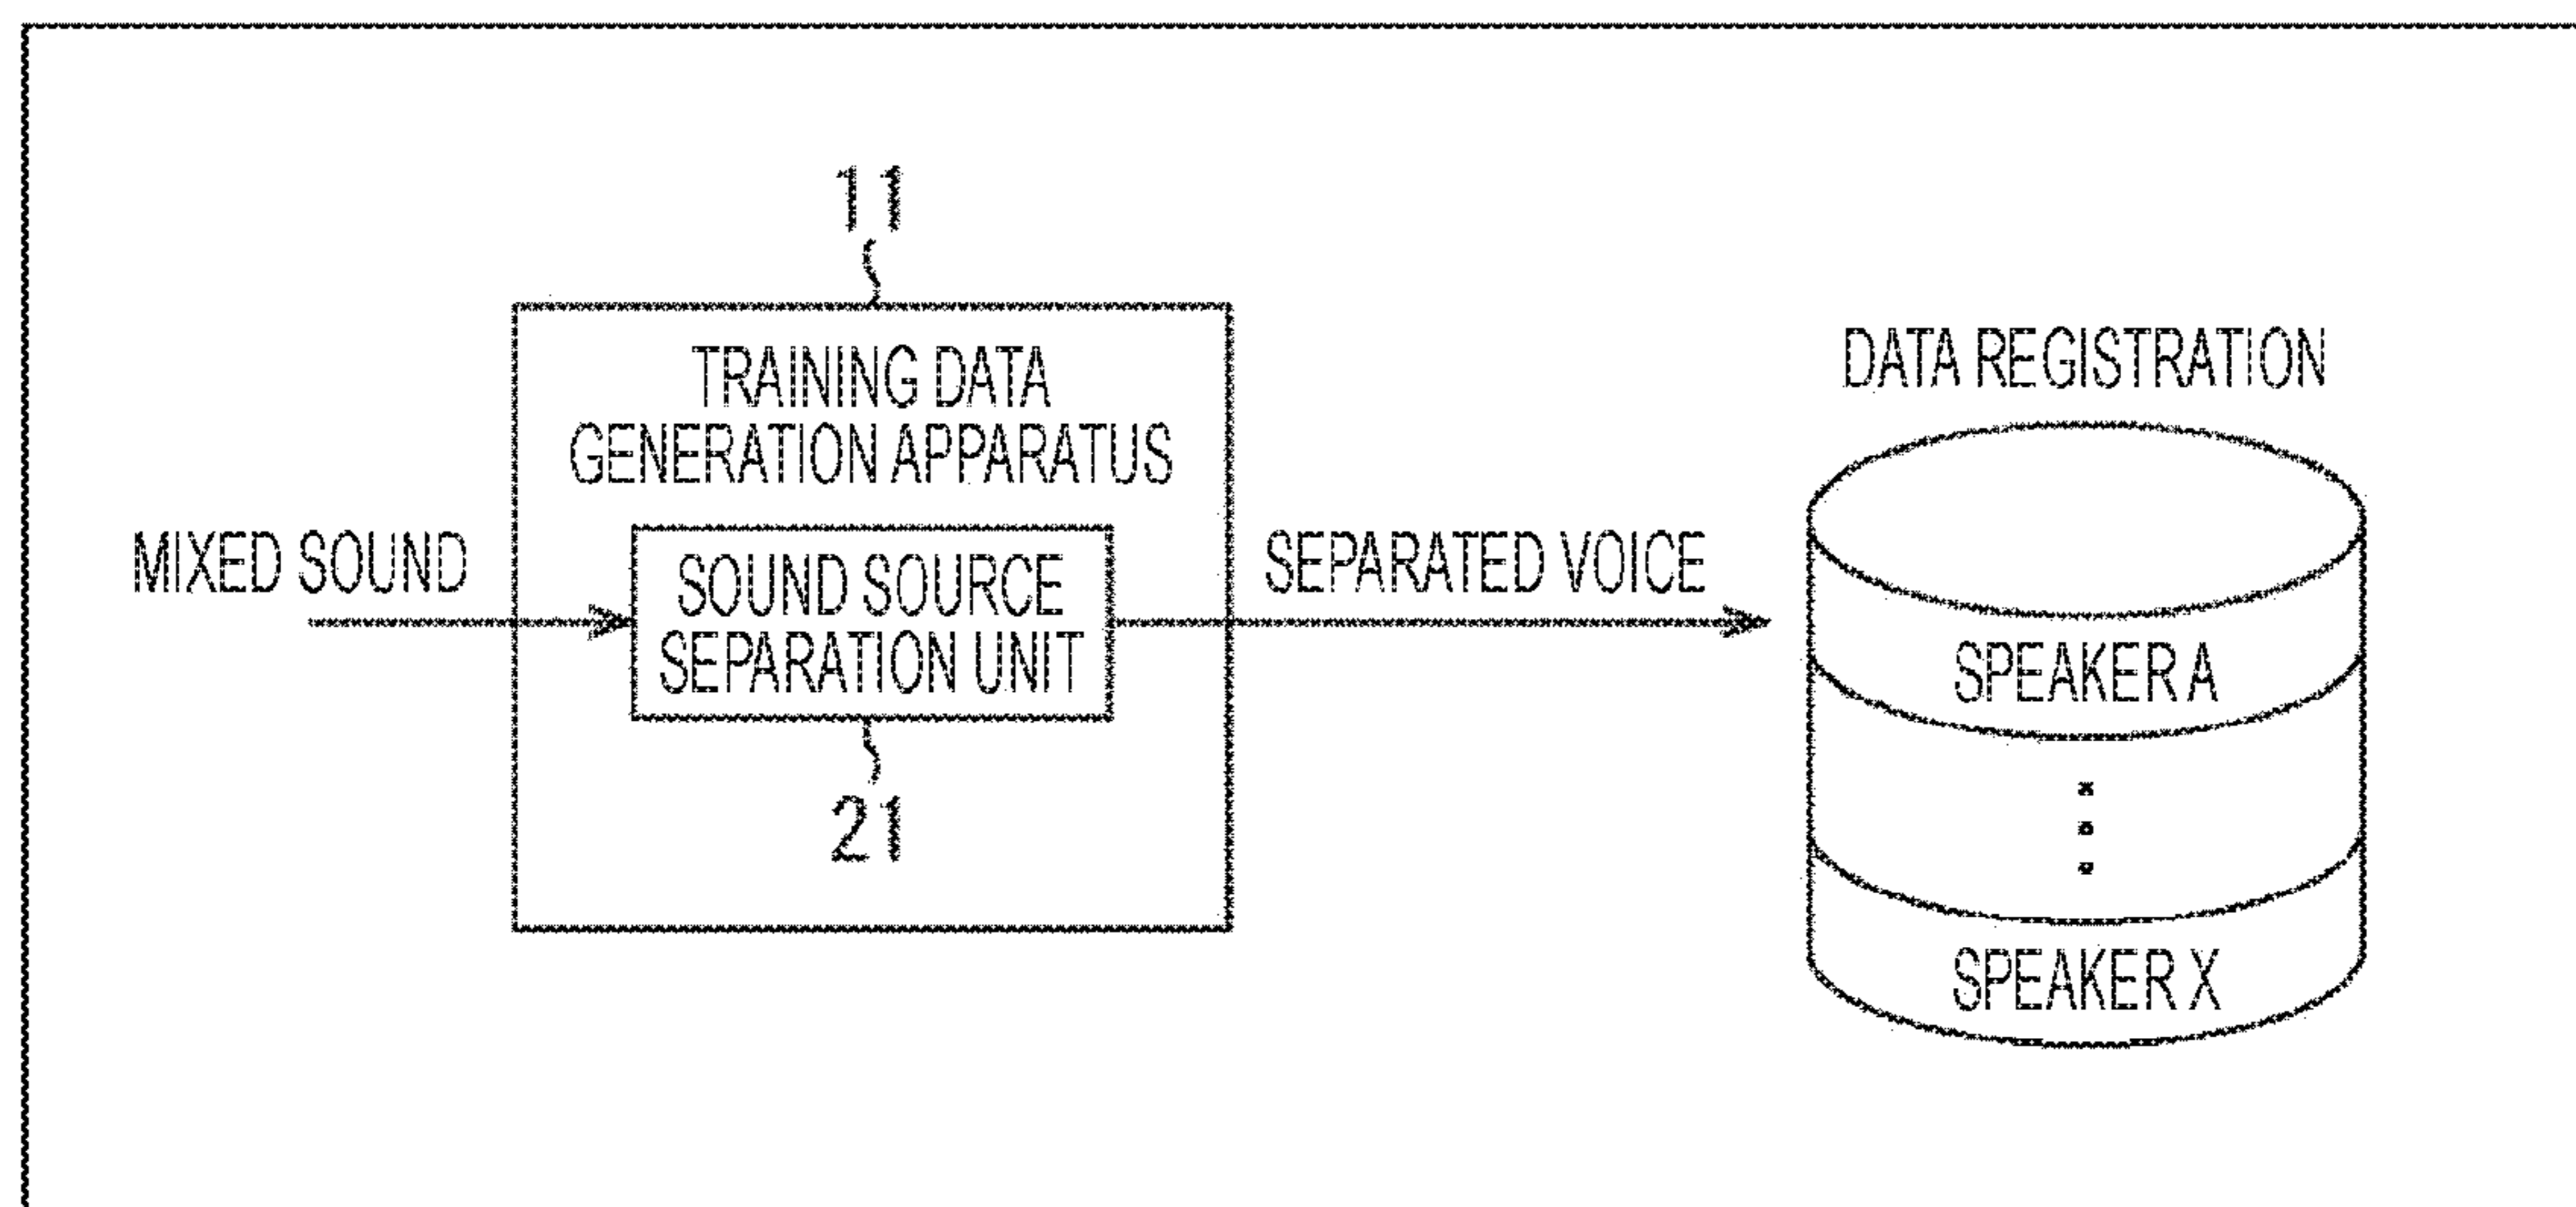 11
TRAINING DATA
GENERATION APPARATUS
MIXED SOUND
SOUND SOURCE
SEPARATION UNIT
21
SEPARATED VOICE
DATA REGISTRATION
SPEAKER A
SPEAKER X